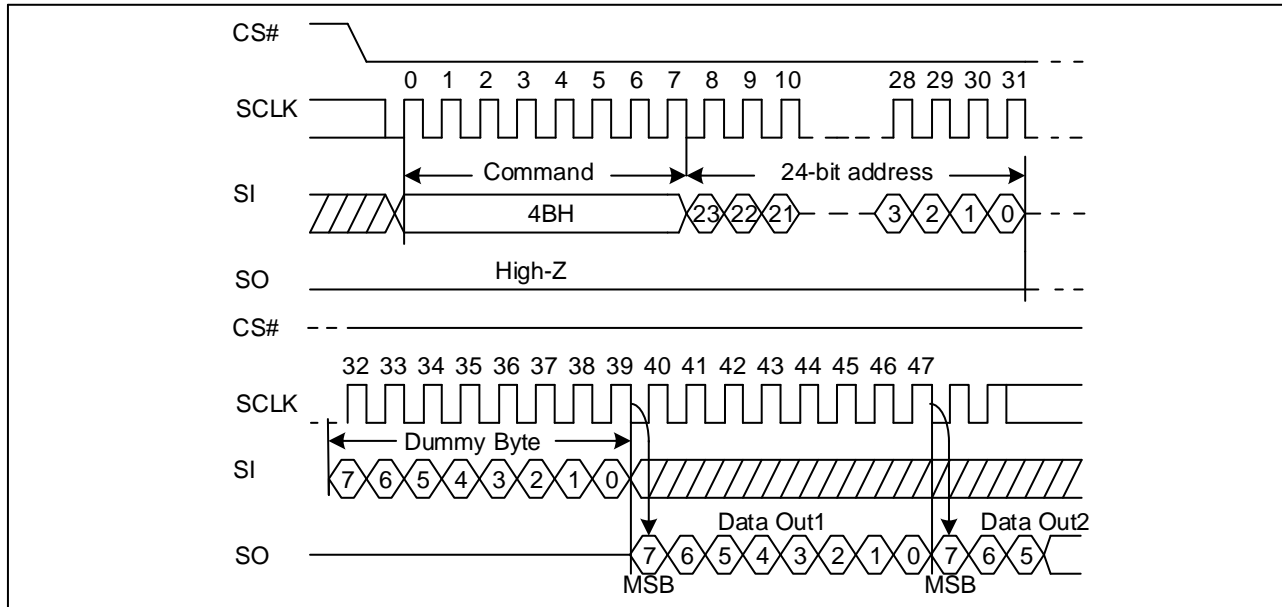 CS#
0 1 2 3 4 5 6 7 8 9 10 28 29 30 31
SCLK
Command 24-bit address
SI
4BH 23 22 21 3 2 1 0
High-Z
SO
CS#
32 33 34 35 36 37 38 39 40 41 42 43 44 45 46 47
SCLK
Dummy Byte
SI
7 6 5 4 3 2 1 0
Data Out1 Data Out2
SO
7 6 5 4 3 2 1 0 7 6 5
MSB MSB